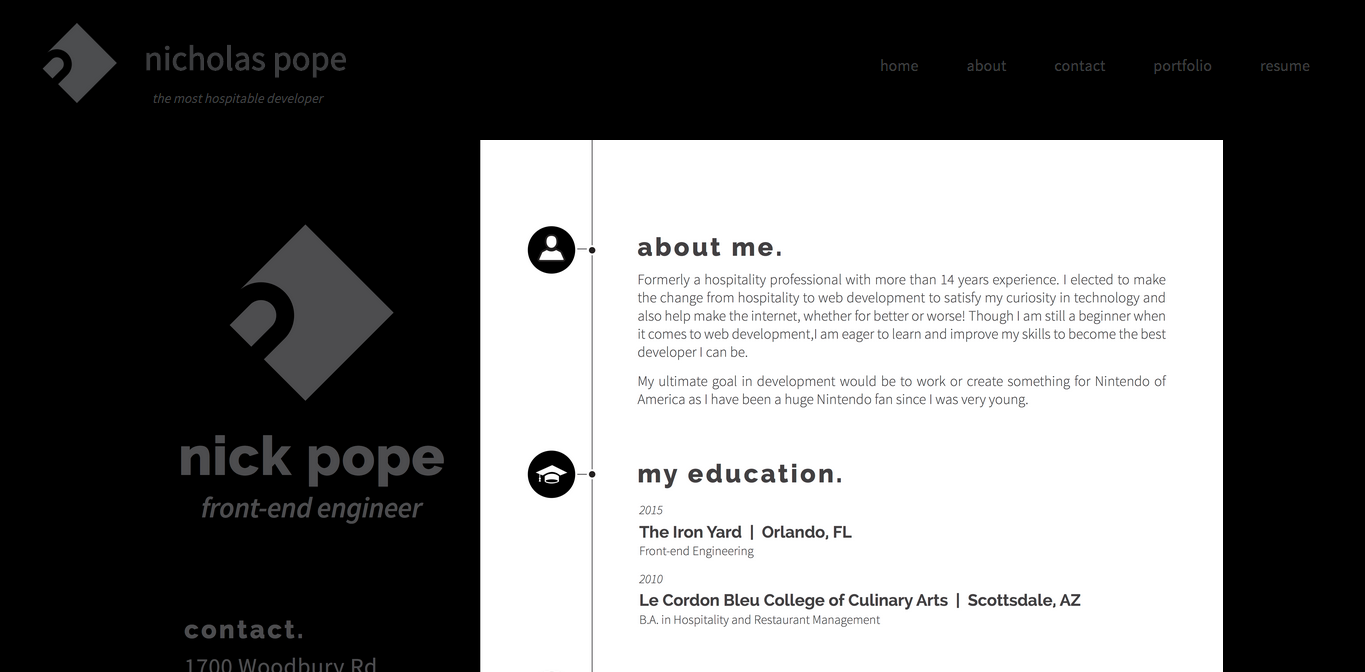 nicholas pope
the most hospitable developer
home about contact portfolio resume
nick pope
front-end engineer
contact.
1700 Woodbury Rd
about me.
Formerly a hospitality professional with more than 14 years experience. I elected to make
the change from hospitality to web development to satisfy my curiosity in technology and
also help make the internet, whether for better or worse! Though I am still a beginner when
it comes to web development,I am eager to learn and improve my skills to become the best
developer I can be.
My ultimate goal in development would be to work or create something for Nintendo of
America as I have been a huge Nintendo fan since I was very young.
my education.
2015
The Iron Yard | Orlando, FL
Front-end Engineering
2010
Le Cordon Bleu College of Culinary Arts | Scottsdale, AZ
B.A. in Hospitality and Restaurant Management